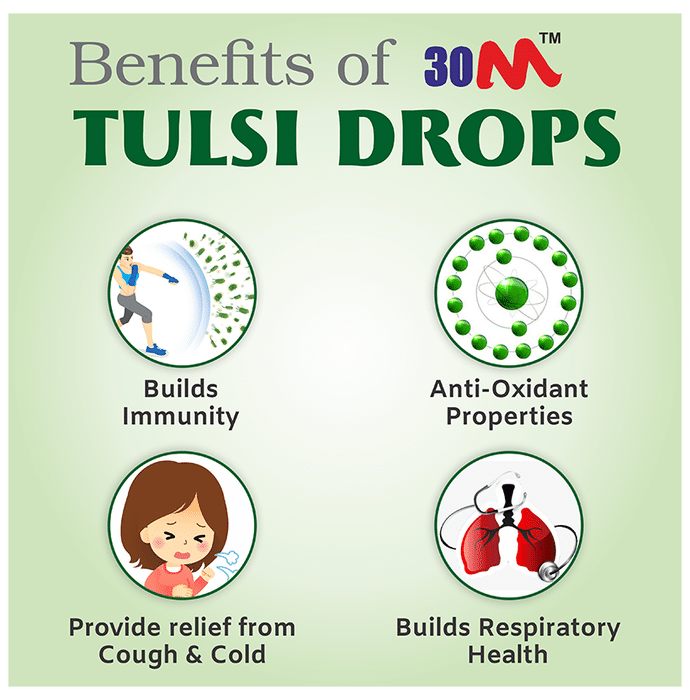 Benefits of 30M™
TULSI DROPS
Builds
Immunity
Anti-Oxidant
Properties
Provide relief from
Cough & Cold
Builds Respiratory
Health